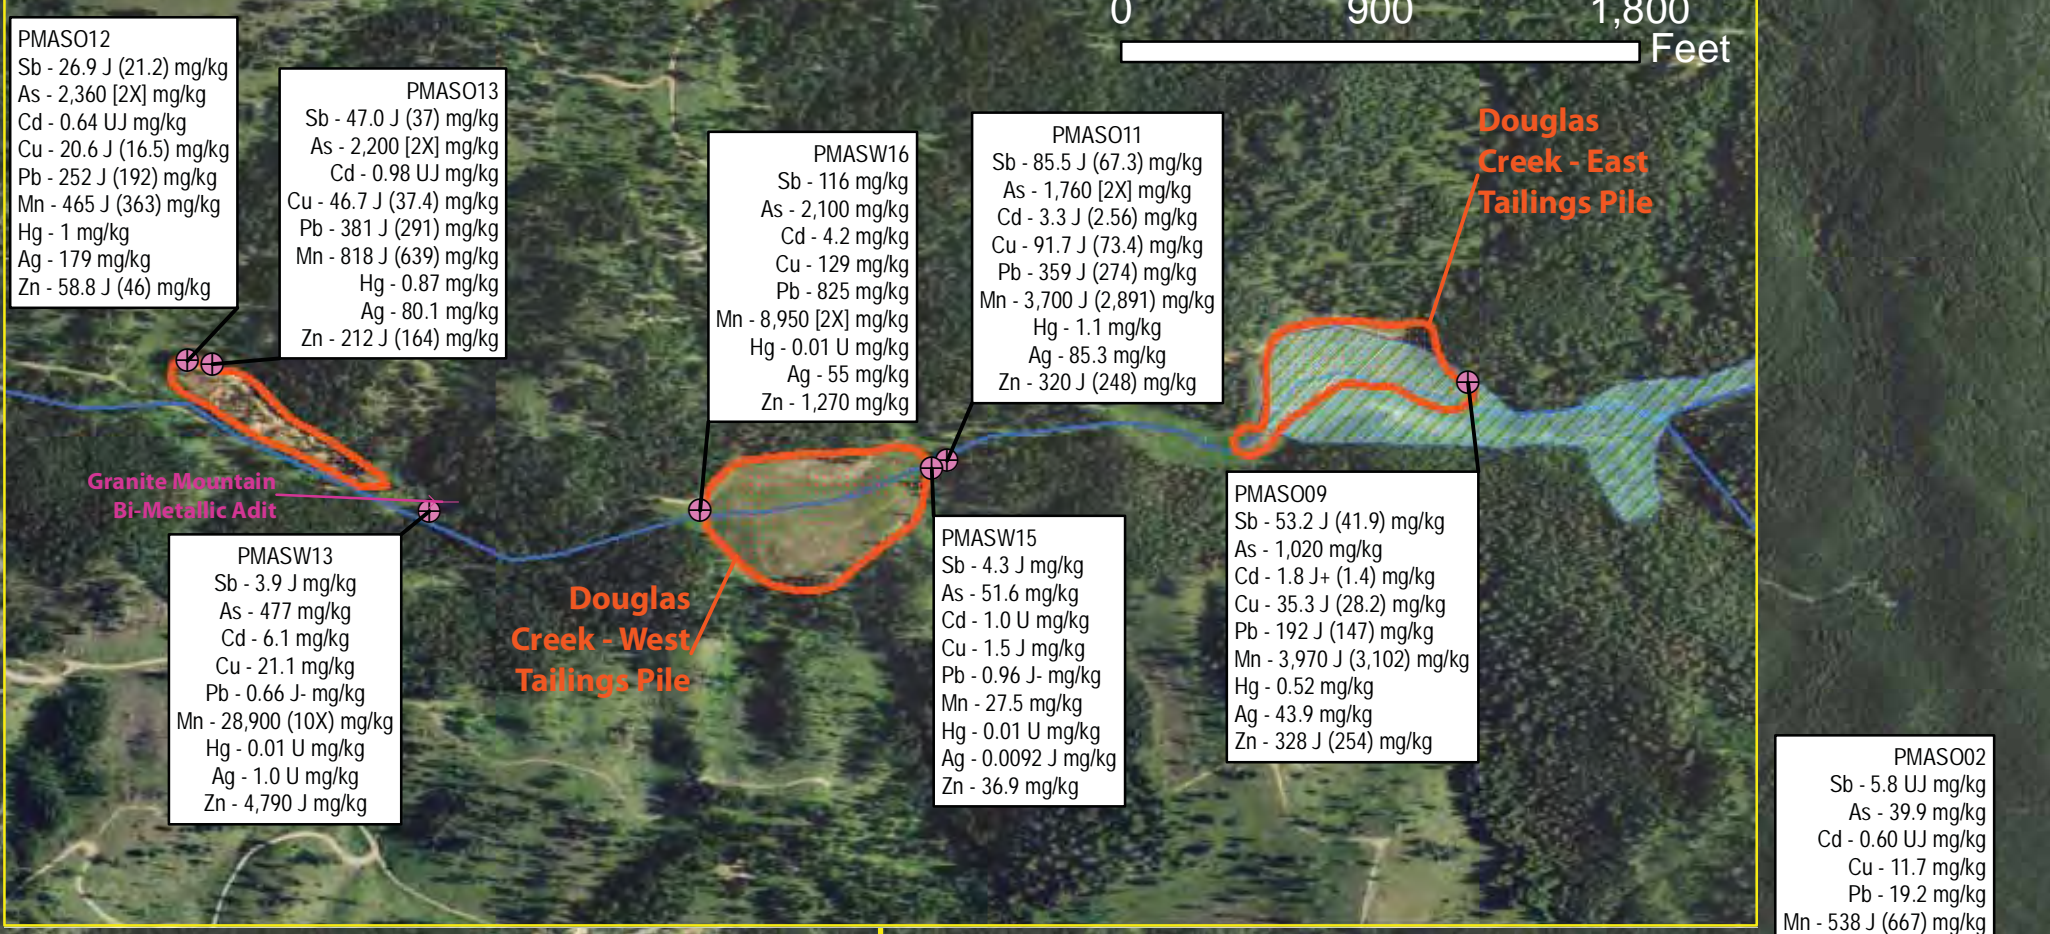 0 900 1,800
Feet
PMASO12
Sb - 26.9 J (21.2) mg/kg
As - 2,360 [2X] mg/kg
Cd - 0.64 UJ mg/kg
Cu - 20.6 J (16.5) mg/kg
Pb - 252 J (192) mg/kg
Mn - 465 J (363) mg/kg
Hg - 1 mg/kg
Ag - 179 mg/kg
Zn - 58.8 J (46) mg/kg
PMASO13
Sb - 47.0 J (37) mg/kg
As - 2,200 [2X] mg/kg
Cd - 0.98 UJ mg/kg
Cu - 46.7 J (37.4) mg/kg
Pb - 381 J (291) mg/kg
Mn - 818 J (639) mg/kg
Hg - 0.87 mg/kg
Ag - 80.1 mg/kg
Zn - 212 J (164) mg/kg
PMASW16
Sb - 116 mg/kg
As - 2,100 mg/kg
Cd - 4.2 mg/kg
Cu - 129 mg/kg
Pb - 825 mg/kg
Mn - 8,950 [2X] mg/kg
Hg - 0.01 U mg/kg
Ag - 55 mg/kg
Zn - 1,270 mg/kg
PMASO11
Sb - 85.5 J (67.3) mg/kg
As - 1,760 [2X] mg/kg
Cd - 3.3 J (2.56) mg/kg
Cu - 91.7 J (73.4) mg/kg
Pb - 359 J (274) mg/kg
Mn - 3,700 J (2,891) mg/kg
Hg - 1.1 mg/kg
Ag - 85.3 mg/kg
Zn - 320 J (248) mg/kg
Douglas
Creek - East
Tailings Pile
Granite Mountain
Bi-Metallic Adit
PMASW13
Sb - 3.9 J mg/kg
As - 477 mg/kg
Cd - 6.1 mg/kg
Cu - 21.1 mg/kg
Pb - 0.66 J- mg/kg
Mn - 28,900 (10X) mg/kg
Hg - 0.01 U mg/kg
Ag - 1.0 U mg/kg
Zn - 4,790 J mg/kg
Douglas
Creek - West
Tailings Pile
PMASW15
Sb - 4.3 J mg/kg
As - 51.6 mg/kg
Cd - 1.0 U mg/kg
Cu - 1.5 J mg/kg
Pb - 0.96 J- mg/kg
Mn - 27.5 mg/kg
Hg - 0.01 U mg/kg
Ag - 0.0092 J mg/kg
Zn - 36.9 mg/kg
PMASO09
Sb - 53.2 J (41.9) mg/kg
As - 1,020 mg/kg
Cd - 1.8 J+ (1.4) mg/kg
Cu - 35.3 J (28.2) mg/kg
Pb - 192 J (147) mg/kg
Mn - 3,970 J (3,102) mg/kg
Hg - 0.52 mg/kg
Ag - 43.9 mg/kg
Zn - 328 J (254) mg/kg
PMASO02
Sb - 5.8 UJ mg/kg
As - 39.9 mg/kg
Cd - 0.60 UJ mg/kg
Cu - 11.7 mg/kg
Pb - 19.2 mg/kg
Mn - 538 J (667) mg/kg